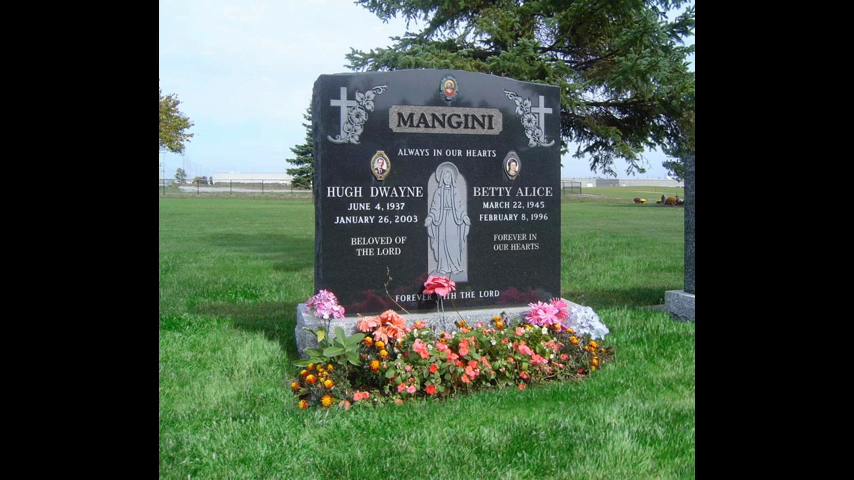 MANGINI
ALWAYS IN OUR HEARTS
HUGH DWAYNE
JUNE 4, 1937
JANUARY 26, 2003
BELOVED OF
THE LORD
BETTY ALICE
MARCH 22, 1945
FEBRUARY 8, 1996
FOREVER IN
OUR HEARTS
FOREVER WITH THE LORD